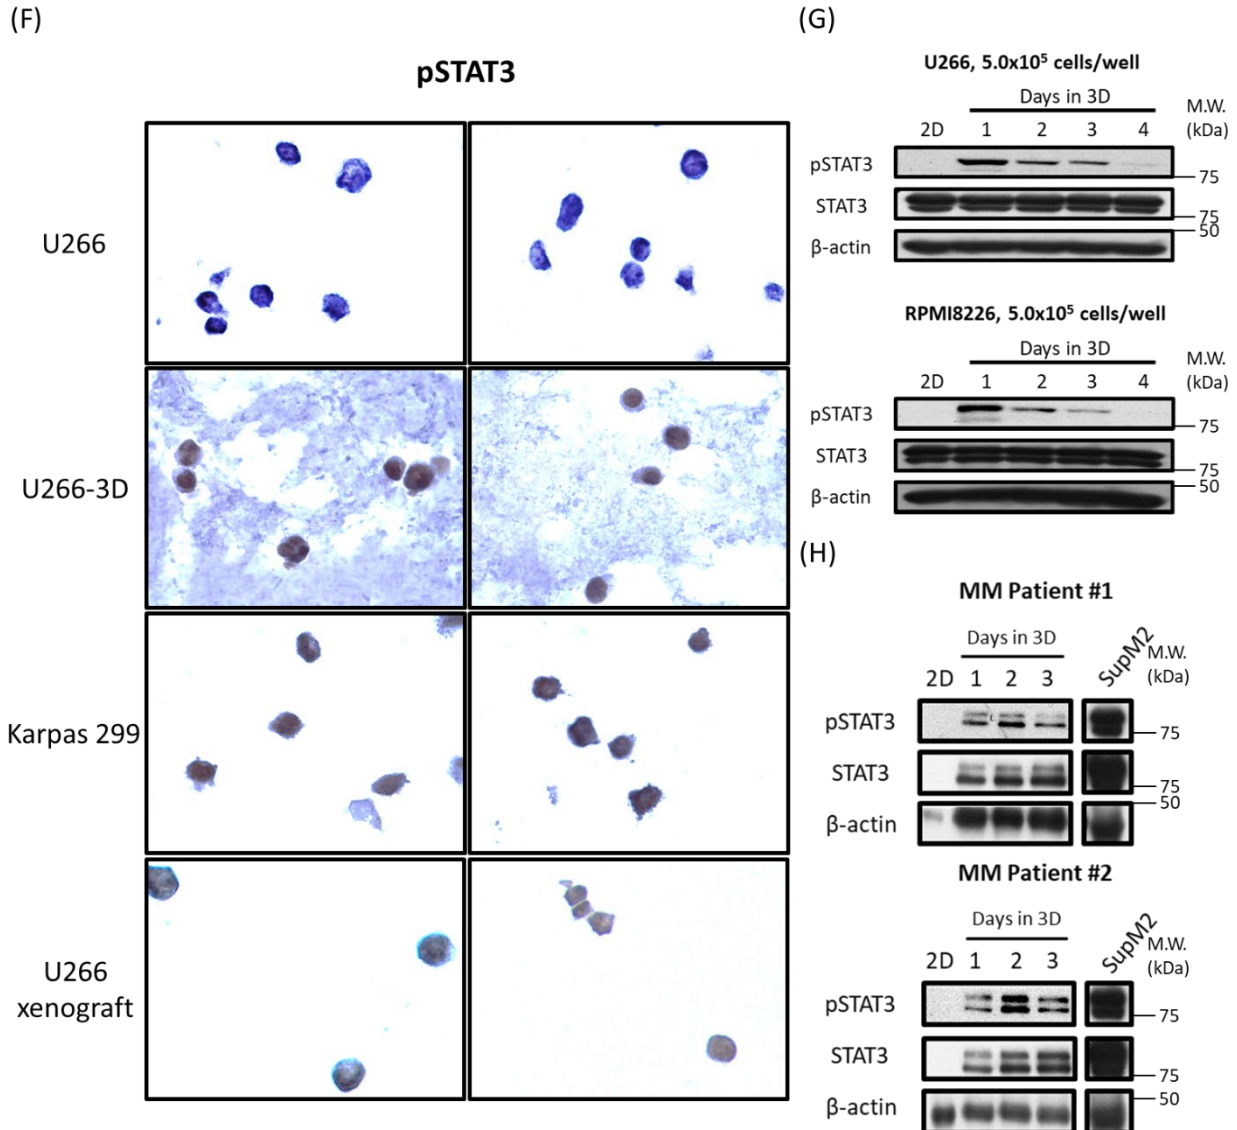 (F)
pSTAT3
U266
U266-3D
Karpas 299
U266
xenograft
(G)
U266, 5.0x10⁵ cells/well
Days in 3D
M.W.
(kDa)
2D 1 2 3 4
pSTAT3
75
STAT3
75
50
β-actin
RPMI8226, 5.0x10⁵ cells/well
Days in 3D
M.W.
(kDa)
2D 1 2 3 4
pSTAT3
75
STAT3
75
50
β-actin
(H)
MM Patient #1
Days in 3D
SupM2
M.W.
(kDa)
2D 1 2 3
pSTAT3
75
STAT3
75
50
β-actin
MM Patient #2
Days in 3D
SupM2
M.W.
(kDa)
2D 1 2 3
pSTAT3
75
STAT3
75
50
β-actin